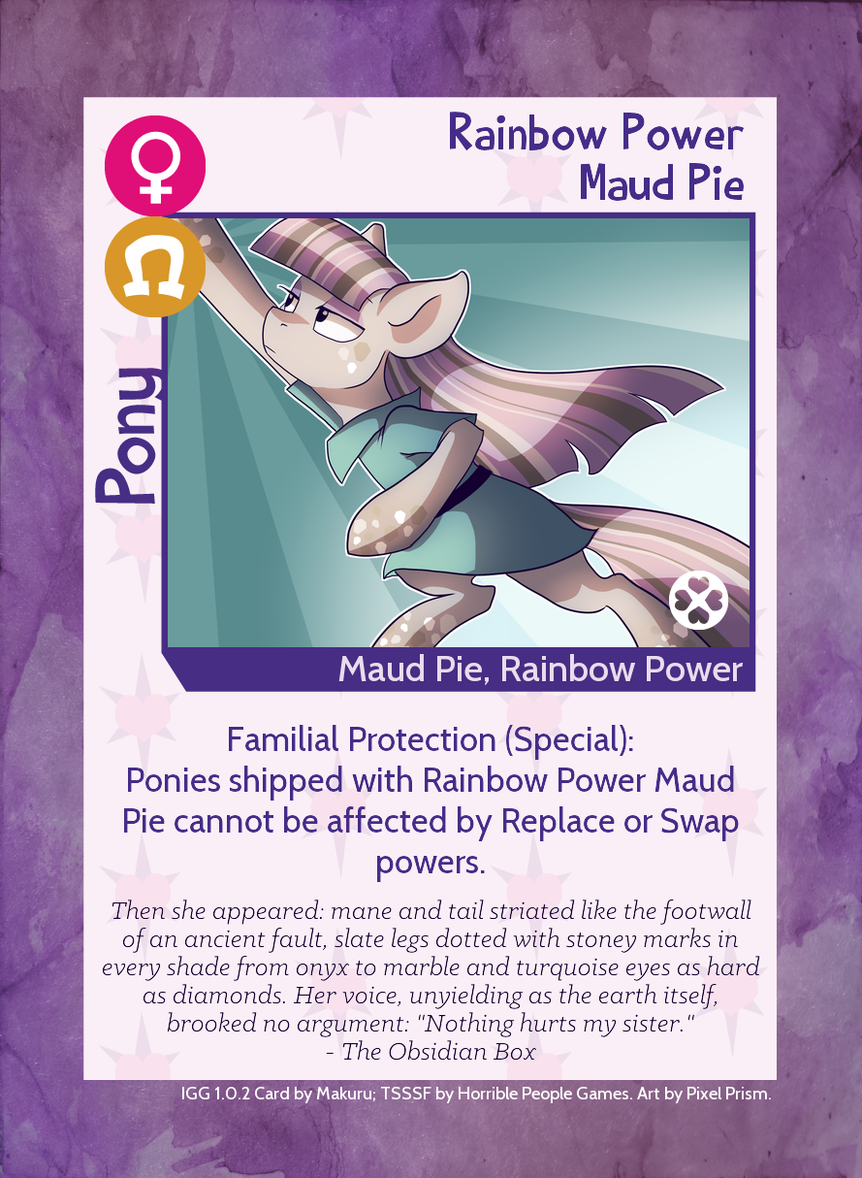 Rainbow Power
Maud Pie
Pony
Maud Pie, Rainbow Power
Familial Protection (Special):
Ponies shipped with Rainbow Power Maud
Pie cannot be affected by Replace or Swap
powers.
Then she appeared: mane and tail striated like the footwall
of an ancient fault, slate legs dotted with stoney marks in
every shade from onyx to marble and turquoise eyes as hard
as diamonds. Her voice, unyielding as the earth itself,
brooked no argument: "Nothing hurts my sister."
- The Obsidian Box
IGG 1.0.2 Card by Makuru; TSSSF by Horrible People Games. Art by Pixel Prism.